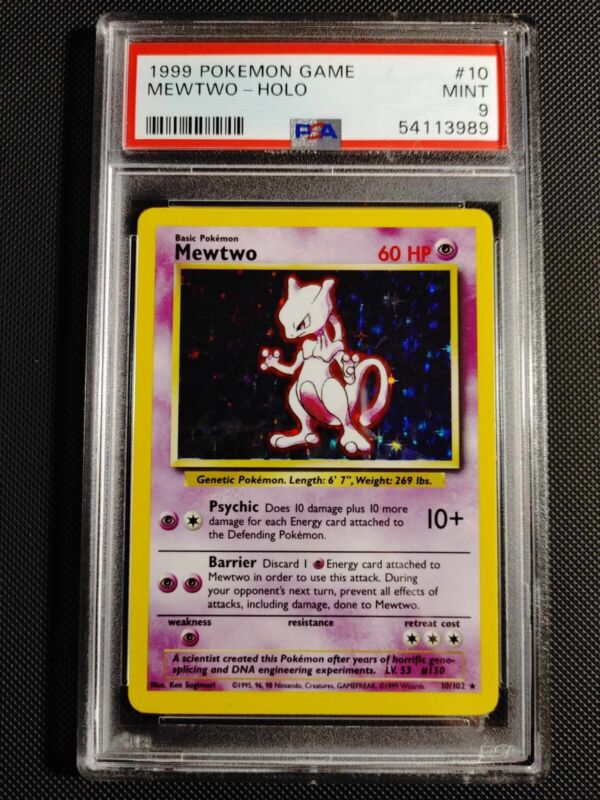 1999 POKEMON GAME #10
MEWTWO – HOLO MINT
9
PSA 54113989
Basic Pokémon
Mewtwo 60 HP
Genetic Pokémon. Length: 6' 7", Weight: 269 lbs.
Psychic Does 10 damage plus 10 more
damage for each Energy card attached to
the Defending Pokémon.
10+
Barrier Discard 1 Energy card attached to
Mewtwo in order to use this attack. During
your opponent's next turn, prevent all effects of
attacks, including damage, done to Mewtwo.
weakness resistance retreat cost
A scientist created this Pokémon after years of horrific gene-
splicing and DNA engineering experiments. LV. 53 #150
Illus. Ken Sugimori ©1995, 96, 98 Nintendo, Creatures, GAMEFREAK. ©1999 Wizards. 10/102 ★
PSA